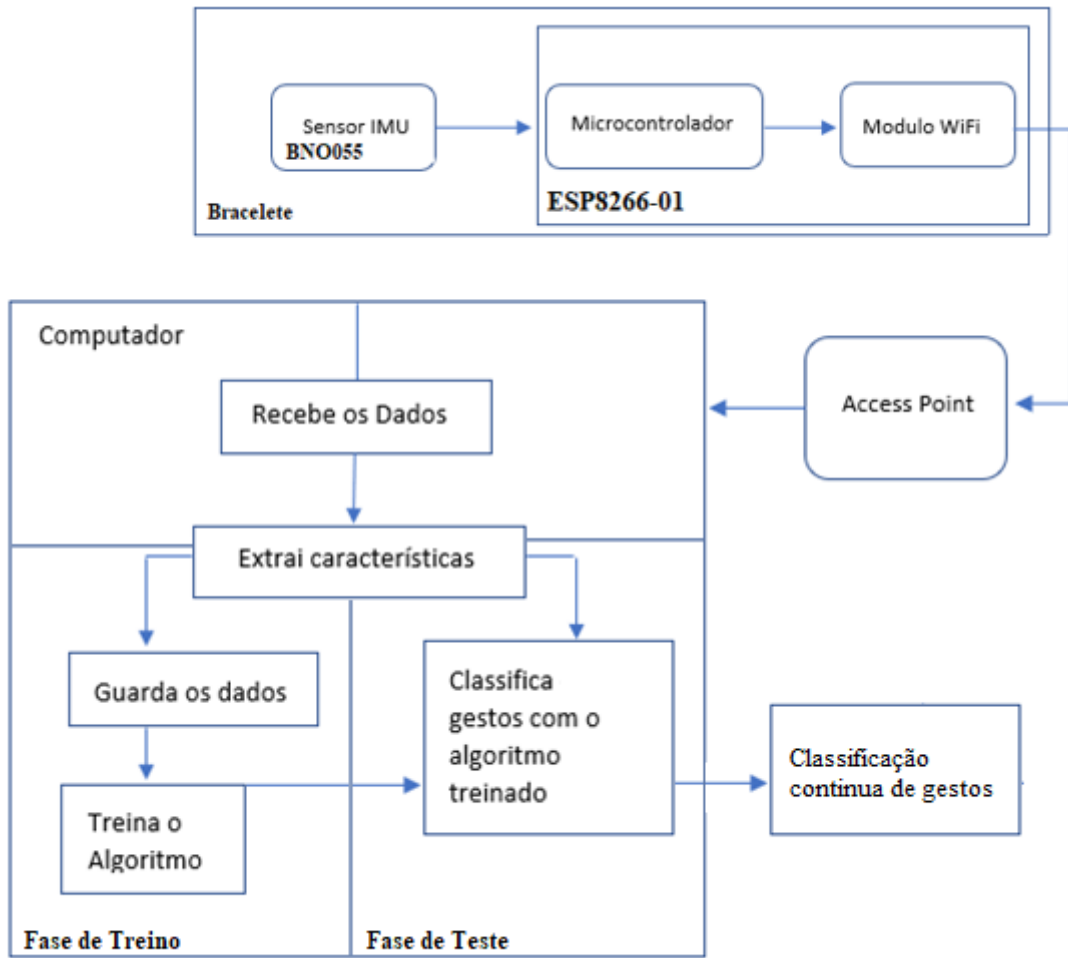 Sensor IMU
BNO055
Microcontrolador
Modulo WiFi
ESP8266-01
Bracelete
Computador
Recebe os Dados
Access Point
Extrai características
Guarda os dados
Classifica
gestos com o
algoritmo
treinado
Classificação
continua de gestos
Treina o
Algoritmo
Fase de Treino
Fase de Teste